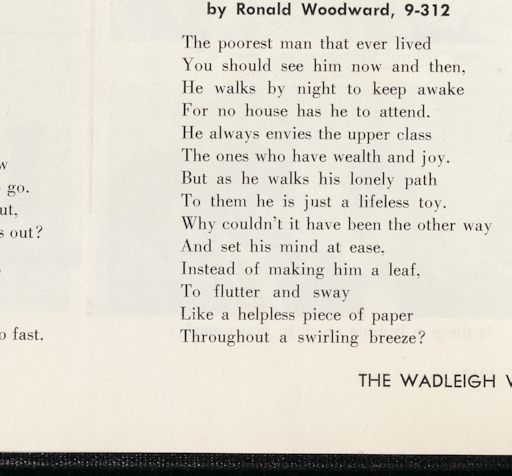 by Ronald Woodward, 9-312
The poorest man that ever lived
You should see him now and then,
He walks by night to keep awake
For no house has he to attend.
He always envies the upper class
The ones who have wealth and joy.
But as he walks his lonely path
To them he is just a lifeless toy.
Why couldn't it have been the other way
And set his mind at ease,
Instead of making him a leaf,
To flutter and sway
Like a helpless piece of paper
Throughout a swirling breeze?
go.
out?
fast.
THE WADLEIGH